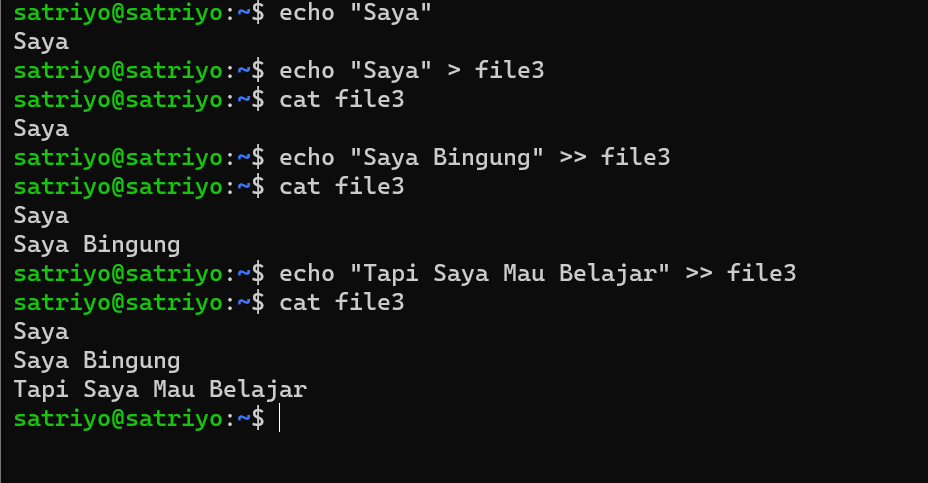 satriyo@satriyo:~$ echo "Saya"
Saya
satriyo@satriyo:~$ echo "Saya" > file3
satriyo@satriyo:~$ cat file3
Saya
satriyo@satriyo:~$ echo "Saya Bingung" >> file3
satriyo@satriyo:~$ cat file3
Saya
Saya Bingung
satriyo@satriyo:~$ echo "Tapi Saya Mau Belajar" >> file3
satriyo@satriyo:~$ cat file3
Saya
Saya Bingung
Tapi Saya Mau Belajar
satriyo@satriyo:~$